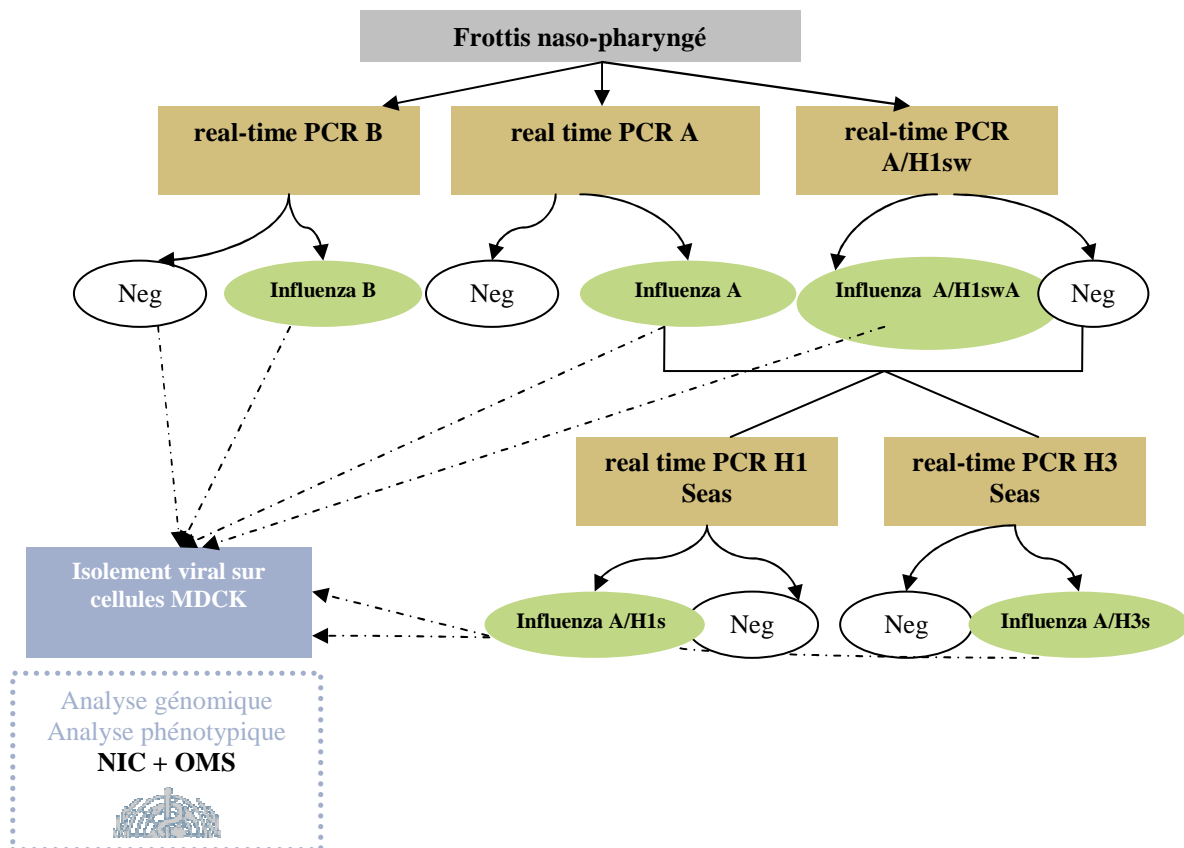 Frottis naso-pharyngé
real-time PCR B
real time PCR A
real-time PCR
A/H1sw
Neg
Influenza B
Neg
Influenza A
Influenza A/H1swA
Neg
real time PCR H1
Seas
real-time PCR H3
Seas
Isolement viral sur
cellules MDCK
Influenza A/H1s
Neg
Neg
Influenza A/H3s
Analyse génomique
Analyse phénotypique
NIC + OMS